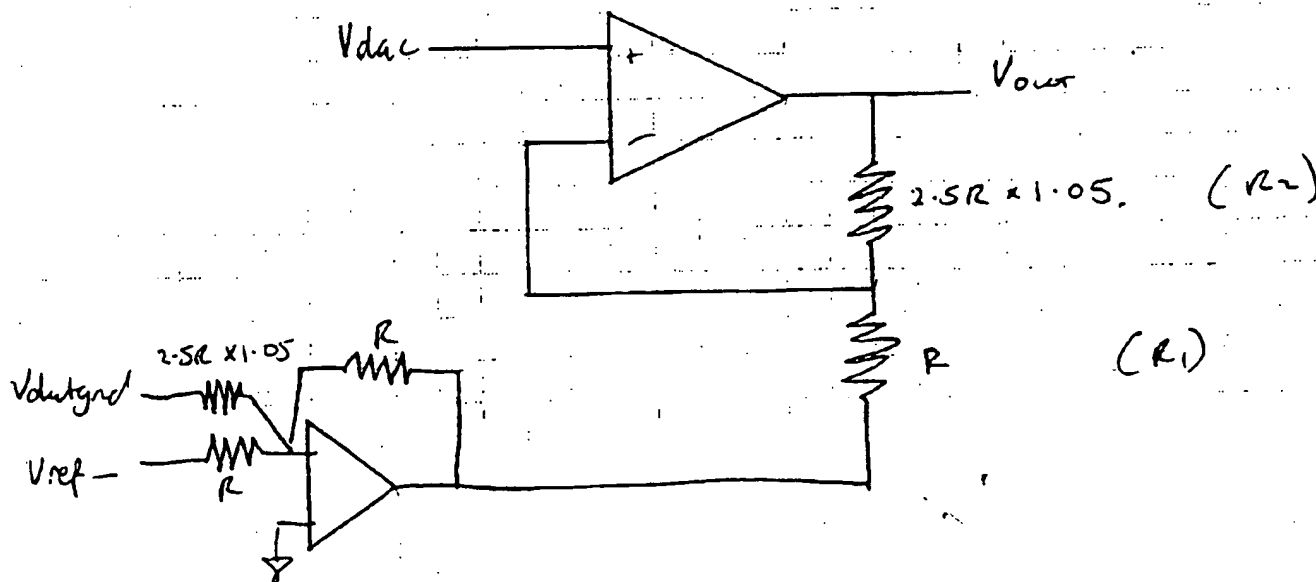 Vdac
+
−
Vout
2.5R x 1.05. (R2)
R (R1)
2.5R x1.05
R
Vdutgnd
Vref −
R